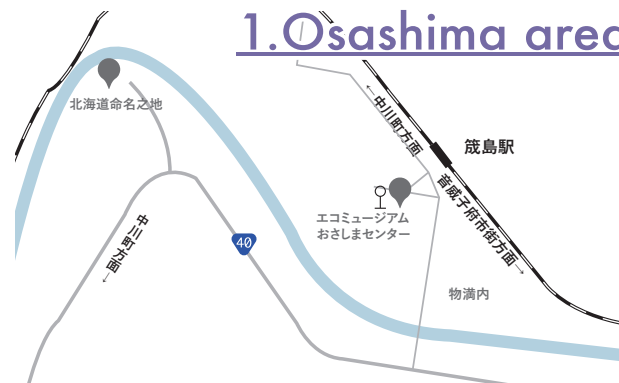 1.Osashima area
北海道命名之地
←中川町方面
筬島駅
音威子府市街方面→
エコミュージアム
おさしまセンター
中川町方面→
40
物満内